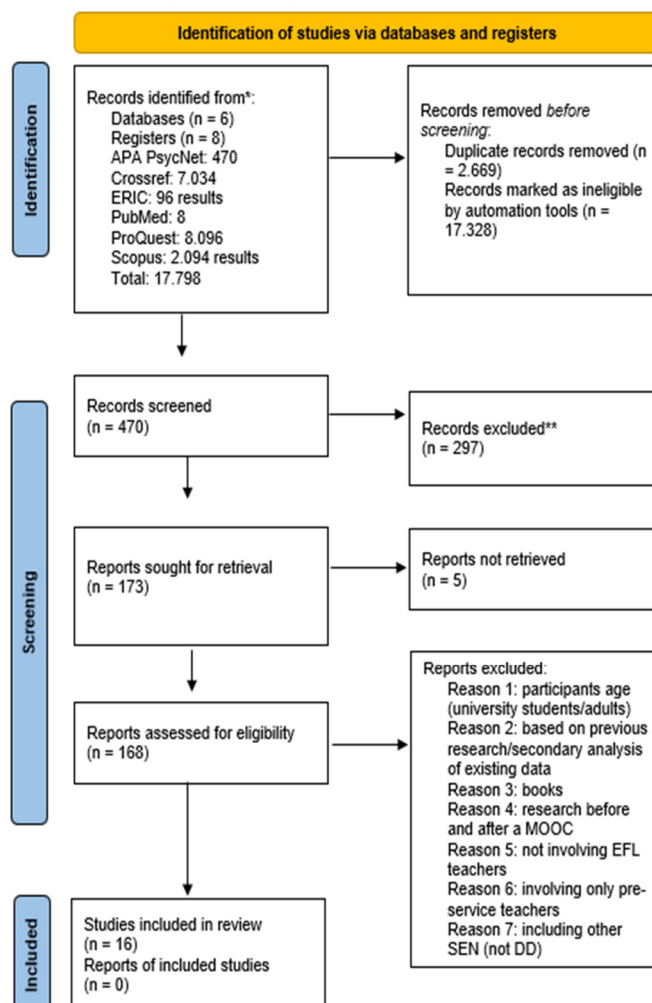 Identification of studies via databases and registers
Identification
Records identified from*:
Databases (n = 6)
Registers (n = 8)
APA PsycNet: 470
Crossref: 7.034
ERIC: 96 results
PubMed: 8
ProQuest: 8.096
Scopus: 2.094 results
Total: 17.798
Records removed before
screening:
Duplicate records removed (n
= 2.669)
Records marked as ineligible
by automation tools (n =
17.328)
Screening
Records screened
(n = 470)
Records excluded**
(n = 297)
Reports sought for retrieval
(n = 173)
Reports not retrieved
(n = 5)
Reports assessed for eligibility
(n = 168)
Reports excluded:
Reason 1: participants age
(university students/adults)
Reason 2: based on previous
research/secondary analysis
of existing data
Reason 3: books
Reason 4: research before
and after a MOOC
Reason 5: not involving EFL
teachers
Reason 6: involving only pre-
service teachers
Reason 7: including other
SEN (not DD)
Included
Studies included in review
(n = 16)
Reports of included studies
(n = 0)